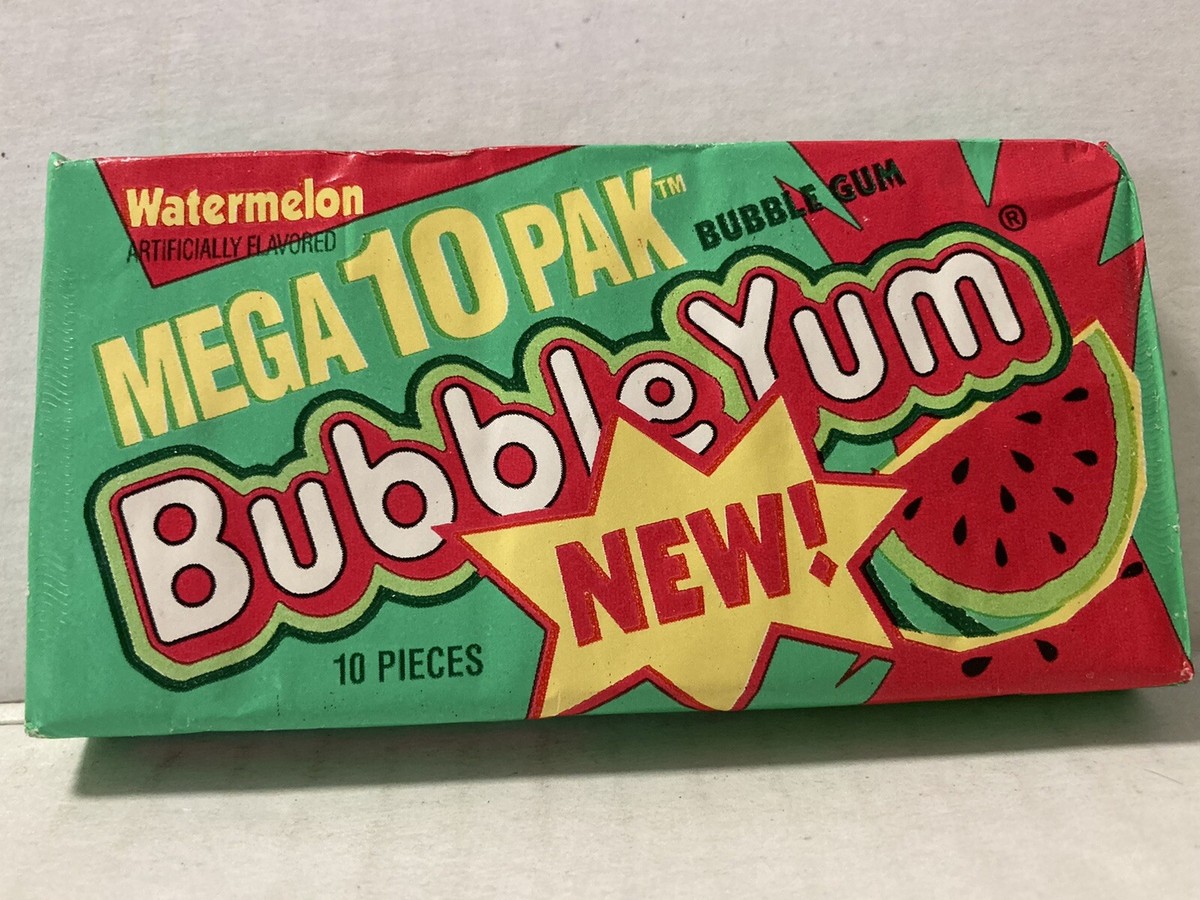 Watermelon
ARTIFICIALLY FLAVORED
MEGA 10 PAK™
BUBBLE GUM
Bubble Yum®
NEW!
10 PIECES